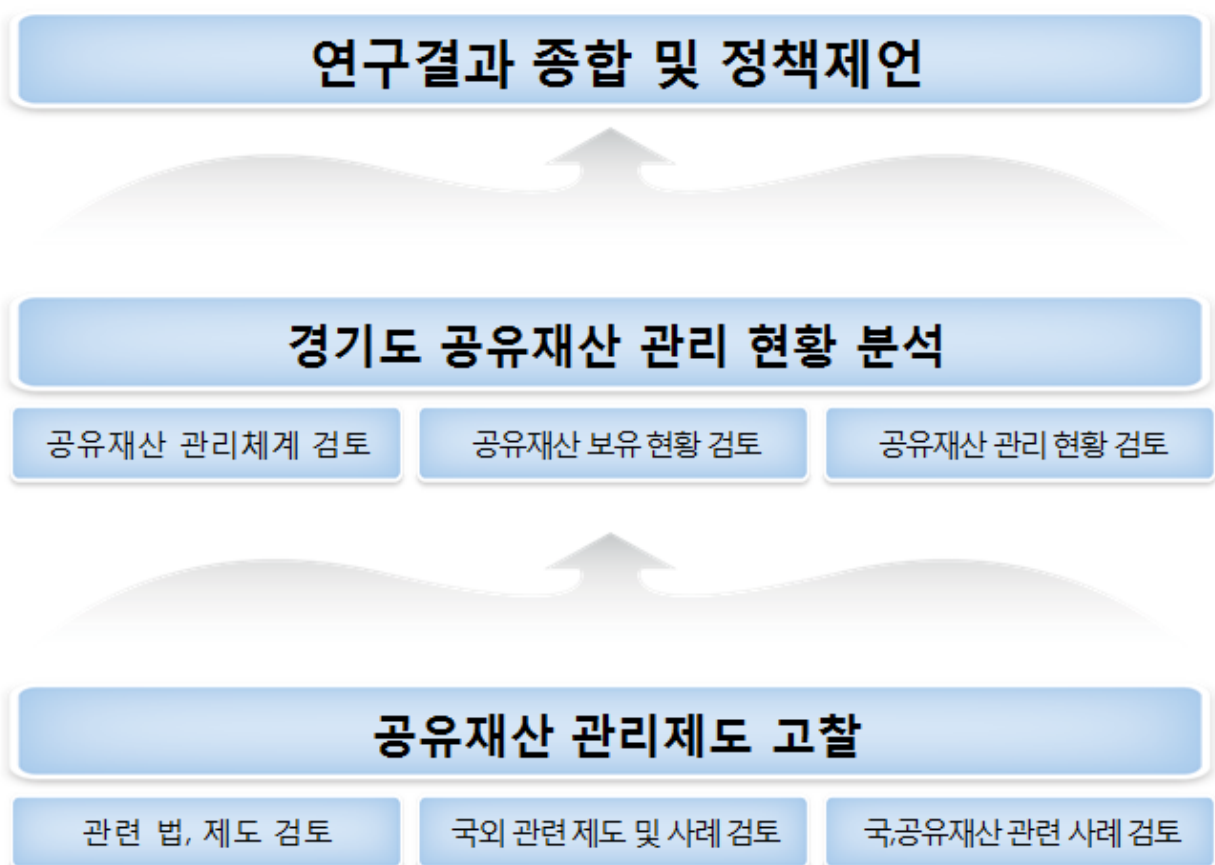 연구결과 종합 및 정책제언
경기도 공유재산 관리 현황 분석
공유재산 관리체계 검토
공유재산 보유 현황 검토
공유재산 관리 현황 검토
공유재산 관리제도 고찰
관련 법, 제도 검토
국외 관련 제도 및 사례 검토
국,공유재산 관련 사례 검토